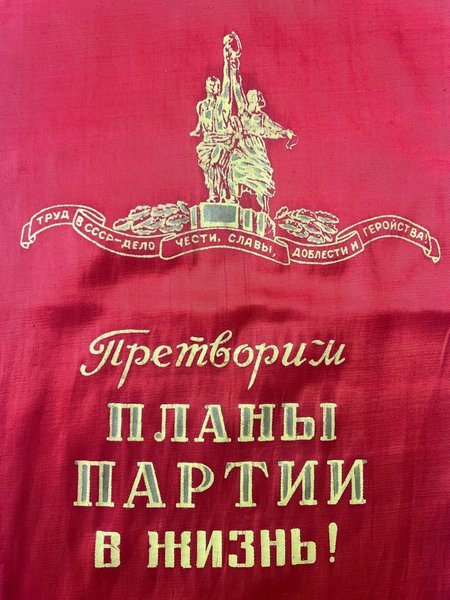 ТРУД В СССР-ДЕЛО ЧЕСТИ, СЛАВЫ, ДОБЛЕСТИ И ГЕРОЙСТВА!
Претворим
ПЛАНЫ
ПАРТИИ
В ЖИЗНЬ!